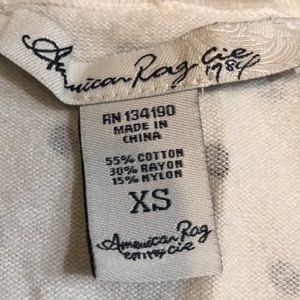 American Rag Cie
1984
RN 134190
MADE IN
CHINA
55% COTTON
30% RAYON
15% NYLON
XS
American Rag
cie